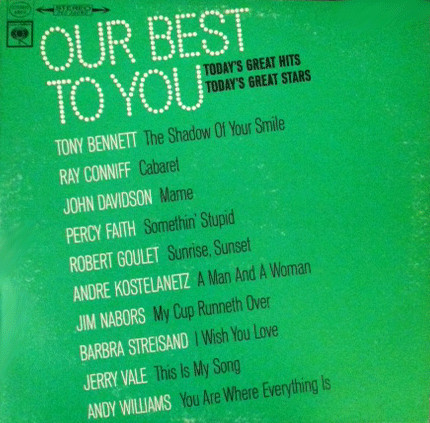 STEREO
OUR BEST
TO YOU
TODAY'S GREAT HITS
TODAY'S GREAT STARS
TONY BENNETT The Shadow Of Your Smile
RAY CONNIFF Cabaret
JOHN DAVIDSON Mame
PERCY FAITH Somethin' Stupid
ROBERT GOULET Sunrise, Sunset
ANDRE KOSTELANETZ A Man And A Woman
JIM NABORS My Cup Runneth Over
BARBRA STREISAND I Wish You Love
JERRY VALE This Is My Song
ANDY WILLIAMS You Are Where Everything Is